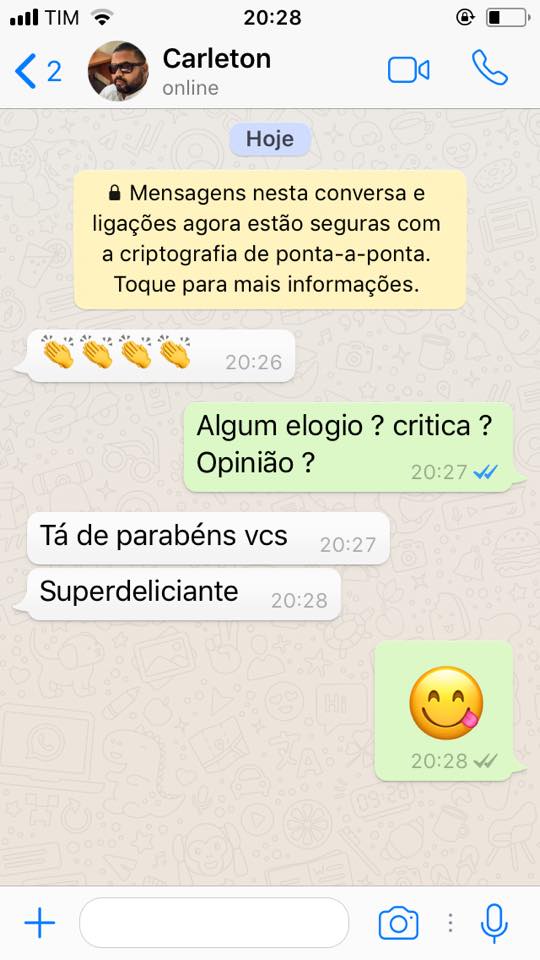 TIM 20:28
2 Carleton
online
Hoje
Mensagens nesta conversa e
ligações agora estão seguras com
a criptografia de ponta-a-ponta.
Toque para mais informações.
👏👏👏👏 20:26
Algum elogio ? critica ?
Opinião ? 20:27
Tá de parabéns vcs 20:27
Superdeliciante 20:28
😋
20:28